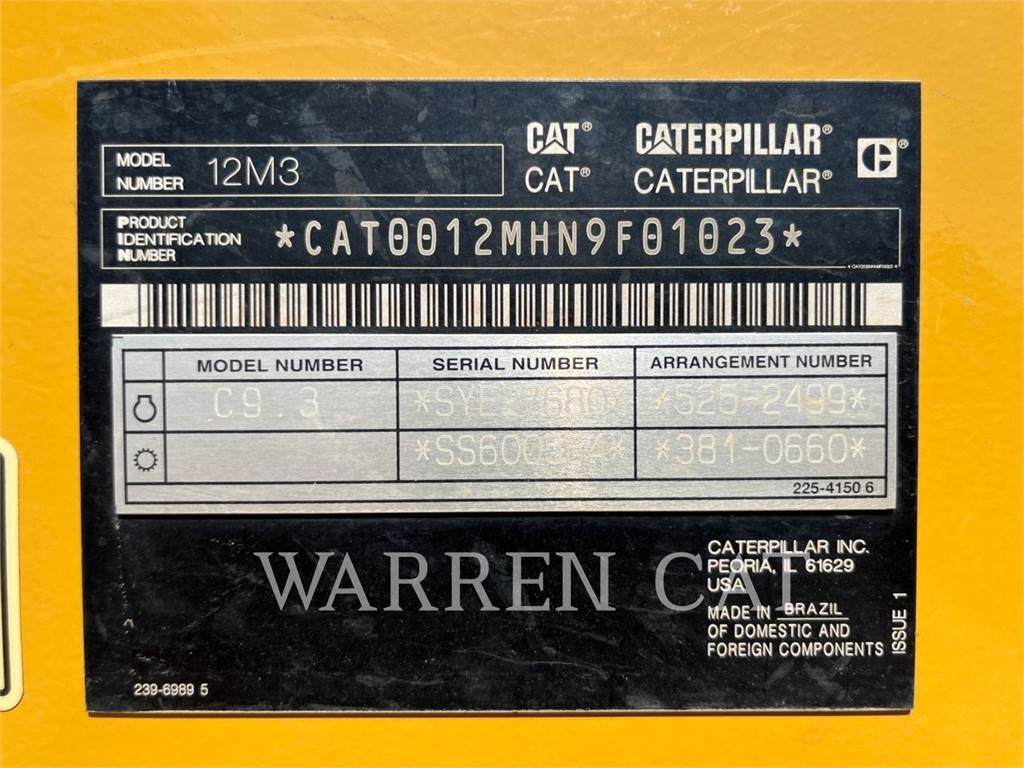 CAT® CATERPILLAR®
CAT® CATERPILLAR®
MODEL NUMBER 12M3
PRODUCT IDENTIFICATION NUMBER *CAT0012MHN9F01023*
MODEL NUMBER SERIAL NUMBER ARRANGEMENT NUMBER
C9.3 *525-2499*
*381-0660*
225-4150 6
WARREN CAT
CATERPILLAR INC.
PEORIA, IL 61629
USA
MADE IN BRAZIL
OF DOMESTIC AND
FOREIGN COMPONENTS
ISSUE 1
239-6989 5